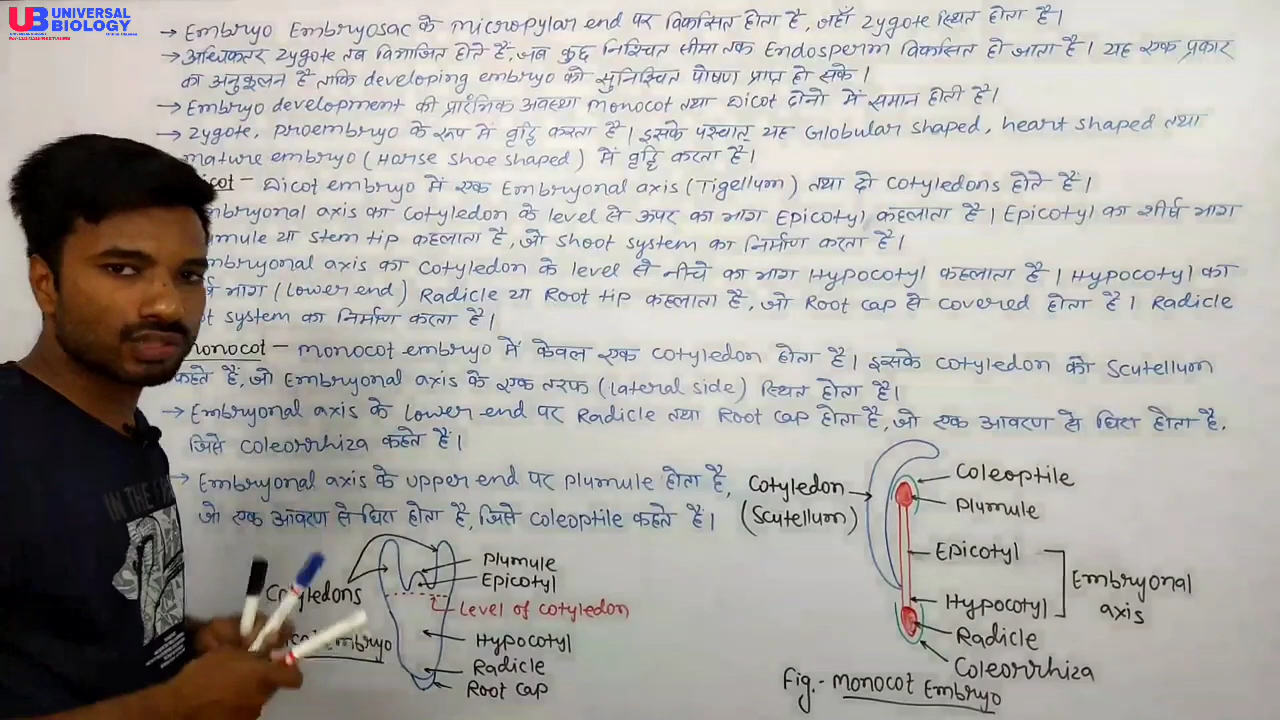 UB UNIVERSAL BIOLOGY
→ Embryo Embryosac के micropylar end पर विकसित होता है, जहाँ zygote स्थित होता है।
→ अधिकतर zygote तब विभाजित होते हैं, जब कुछ निश्चित सीमा तक Endosperm विकसित हो जाता है। यह एक प्रकार
का अनुकूलन है ताकि developing embryo को सुनिश्चित पोषण प्राप्त हो सके।
→ Embryo development की प्रारंभिक अवस्था monocot तथा Dicot दोनो में समान होती है।
→ zygote, Proembryo के रूप में वृद्धि करता है। इसके पश्चात् यह Globular shaped, heart shaped तथा
mature embryo (Horse shoe shaped) में वृद्धि करता है।
Dicot embryo में एक Embryonal axis (Tigellum) तथा दो cotyledons होते हैं।
Embryonal axis का Cotyledon के level से ऊपर का भाग Epicotyl कहलाता है। Epicotyl का शीर्ष भाग
या stem tip कहलाता है, जो shoot system का निर्माण करता है।
Embryonal axis का cotyledon के level से नीचे का भाग Hypocotyl कहलाता है। Hypocotyl का
भाग (Lower end) Radicle या Root tip कहलाता है, जो Root cap से covered होता है। Radicle
system का निर्माण करता है।
monocot – monocot embryo में केवल एक cotyledon होता है। इसके cotyledon को Scutellum
कहते हैं, जो Embryonal axis के एक तरफ (lateral side) स्थित होता है।
→ Embryonal axis के Lower end पर Radicle तथा Root cap होता है, जो एक आवरण से घिरा होता है,
जिसे coleorrhiza कहते हैं।
→ Embryonal axis के upper end पर plumule होता है,
जो एक आवरण से घिरा होता है, जिसे coleoptile कहते हैं।
Cotyledon
(Scutellum)
Coleoptile
Plumule
Epicotyl
Hypocotyl
Embryonal
axis
Radicle
Coleorrhiza
Fig.- Monocot Embryo
Plumule
Epicotyl
Level of cotyledon
Hypocotyl
Radicle
Root cap
Embryo
IN THE